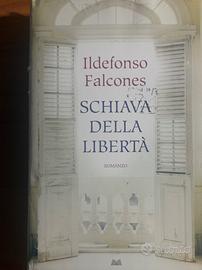 Ildefonso
Falcones
SCHIAVA
DELLA
LIBERTÀ
ROMANZO